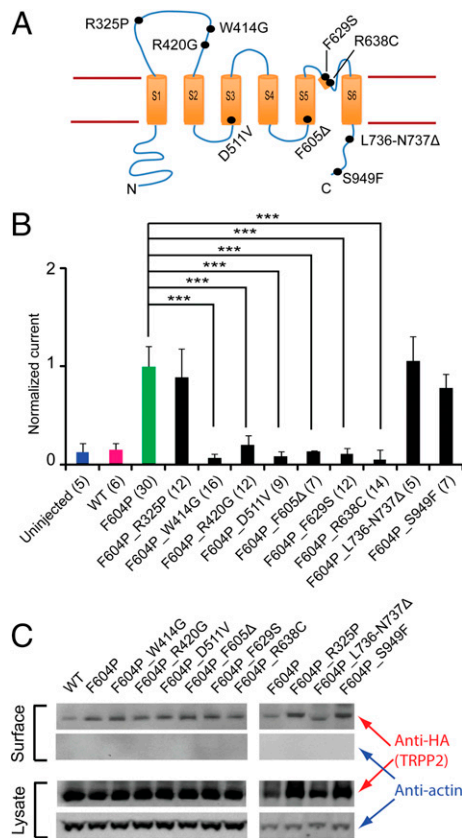 A
R325P
W414G
R420G
F629S
R638C
S1
S2
S3
S4
S5
S6
D511V
F605Δ
L736-N737Δ
S949F
N
C
B
Normalized current
2
1
0
***
***
***
***
***
***
Uninjected (5)
WT (6)
F604P (30)
F604P_R325P (12)
F604P_W414G (16)
F604P_R420G (12)
F604P_D511V (9)
F604P_F605Δ (7)
F604P_F629S (12)
F604P_R638C (14)
F604P_L736-N737Δ (5)
F604P_S949F (7)
C
WT
F604P
F604P_W414G
F604P_R420G
F604P_D511V
F604P_F605Δ
F604P_F629S
F604P_R638C
F604P
F604P_R325P
F604P_L736-N737Δ
F604P_S949F
Surface
Lysate
Anti-HA
(TRPP2)
Anti-actin